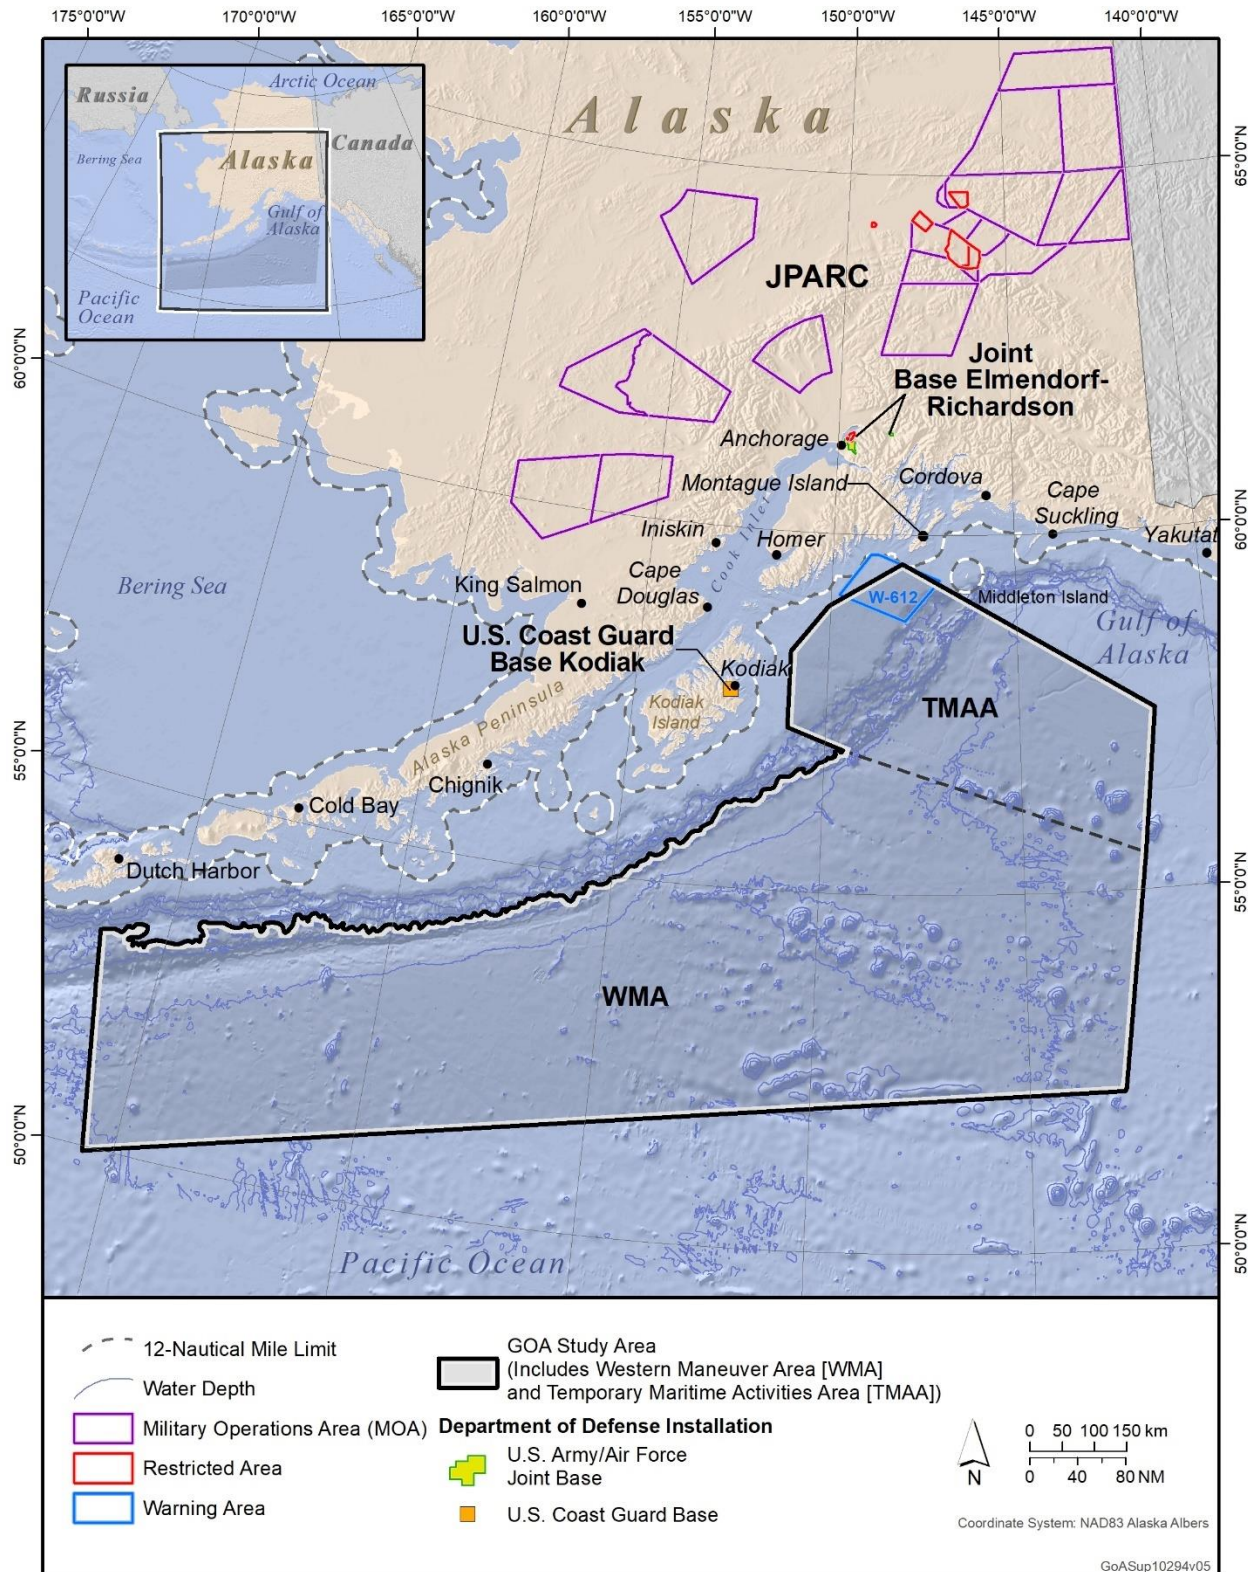 175°0'0"W
170°0'0"W
165°0'0"W
160°0'0"W
155°0'0"W
150°0'0"W
145°0'0"W
140°0'0"W
Arctic Ocean
Russia
Canada
Bering Sea
Alaska
Gulf of
Alaska
Pacific
Ocean
Alaska
65°0'0"N
60°0'0"N
JPARC
Joint
Base Elmendorf-
Richardson
Anchorage
Montague Island
Cordova
Cape
Suckling
Yakutat
60°0'0"N
Iniskin
Homer
Cook Inlet
Cape
Douglas
King Salmon
Bering Sea
W-612
Middleton Island
Gulf of
Alaska
U.S. Coast Guard
Base Kodiak
Kodiak
Kodiak
Island
TMAA
Alaska Peninsula
Chignik
Cold Bay
Dutch Harbor
55°0'0"N
55°0'0"N
WMA
50°0'0"N
50°0'0"N
Pacific Ocean
12-Nautical Mile Limit
Water Depth
Military Operations Area (MOA)
Restricted Area
Warning Area
GOA Study Area
(Includes Western Maneuver Area [WMA]
and Temporary Maritime Activities Area [TMAA])
Department of Defense Installation
U.S. Army/Air Force
Joint Base
U.S. Coast Guard Base
N
0 50 100 150 km
0 40 80 NM
Coordinate System: NAD83 Alaska Albers
GoASup10294v05